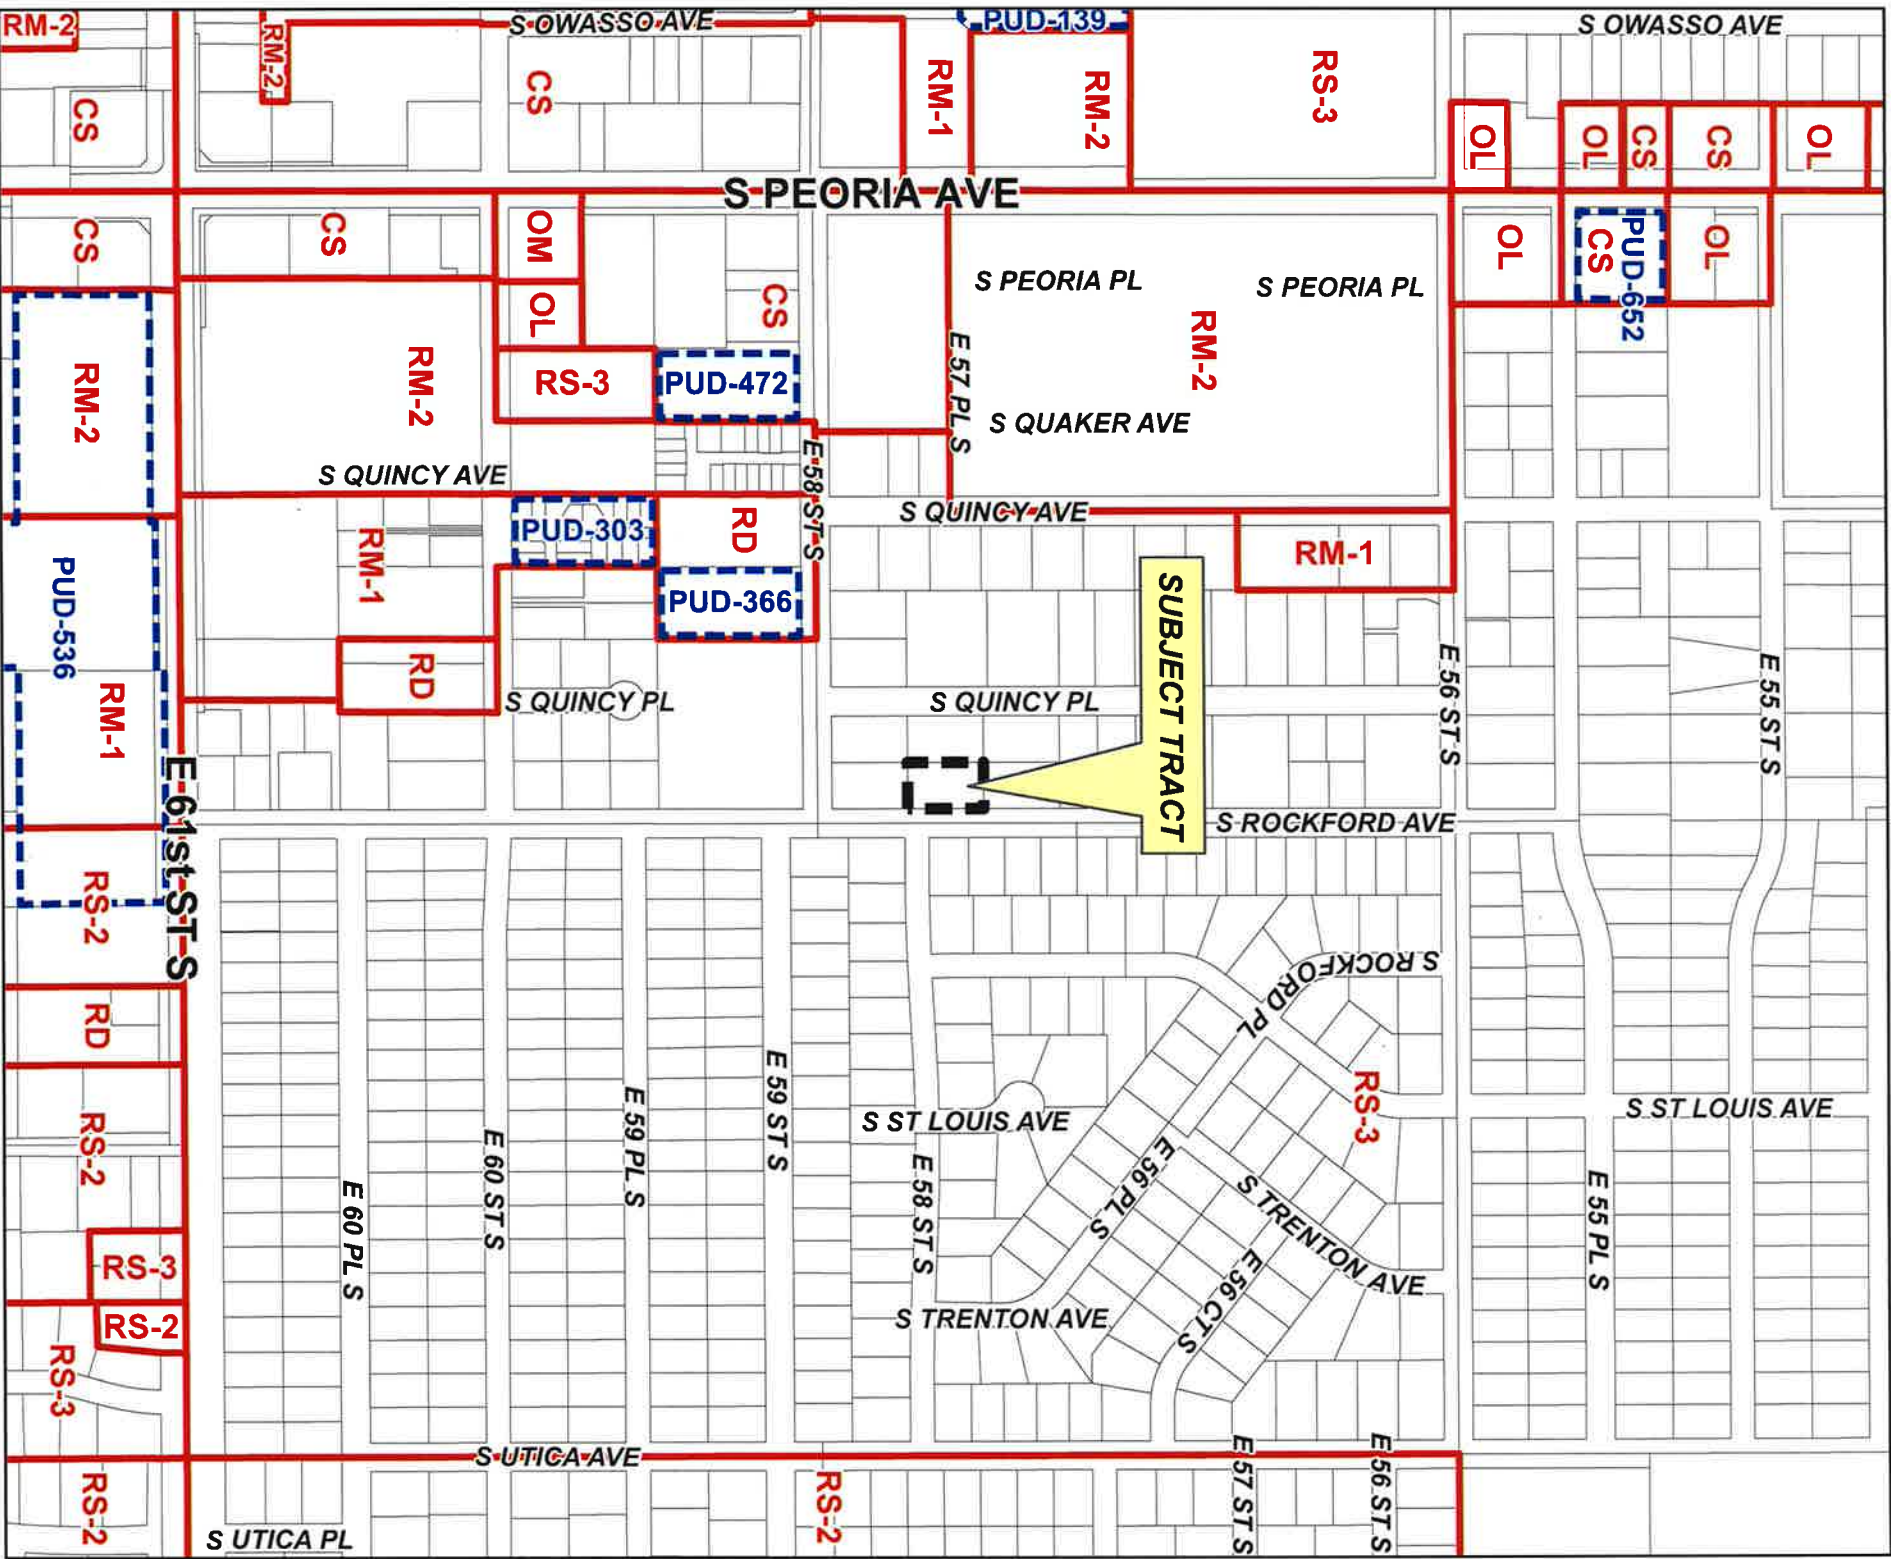 RM-2
RM-2
S OWASSO AVE
PUD-139
S OWASSO AVE
CS
CS
RM-1
RM-2
RS-3
OL
OL
CS
CS
OL
S PEORIA AVE
CS
CS
OM
OL
CS
S PEORIA PL
S PEORIA PL
OL
CS
PUD-652
OL
RM-2
RM-2
RS-3
PUD-472
E 57 PL S
RM-2
S QUAKER AVE
S QUINCY AVE
E 58 ST S
S QUINCY AVE
PUD-303
RD
RM-1
RM-1
PUD-536
PUD-366
SUBJECT TRACT
RD
S QUINCY PL
S QUINCY PL
E 56 ST S
E 55 ST S
RM-1
E 61st ST S
S ROCKFORD AVE
RS-2
S ROCKFORD PL
RD
RS-3
E 59 ST S
E 59 PL S
S ST LOUIS AVE
S ST LOUIS AVE
RS-2
E 60 ST S
E 60 PL S
E 58 ST S
E 56 PL S
S TRENTON AVE
E 55 PL S
RS-3
E 56 CT S
RS-2
S TRENTON AVE
RS-3
S UTICA AVE
E 57 ST S
E 56 ST S
RS-2
RS-2
S UTICA PL